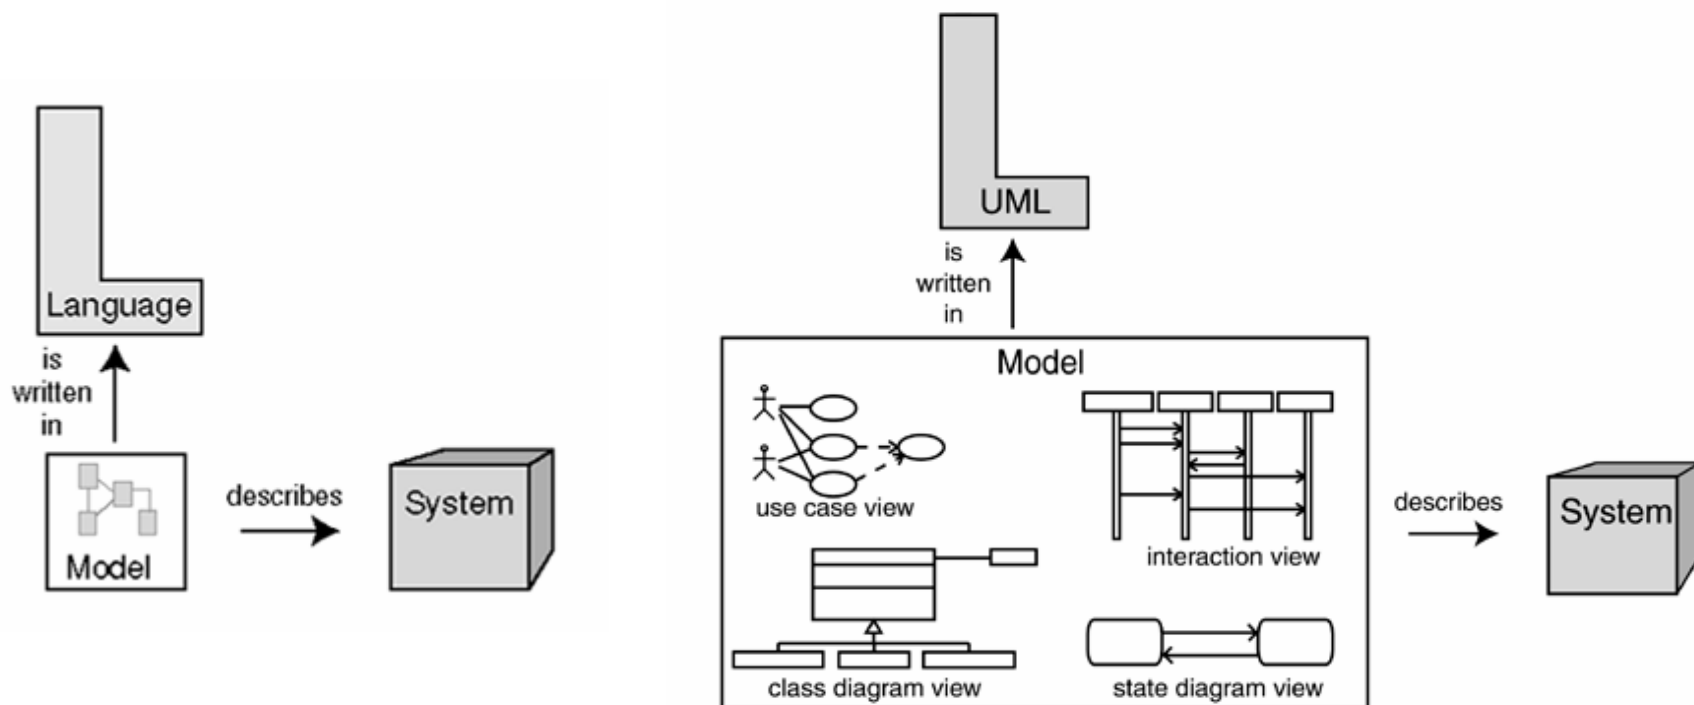 Language
is
written
in
Model
describes
System
UML
is
written
in
Model
use case view
interaction view
class diagram view
state diagram view
describes
System